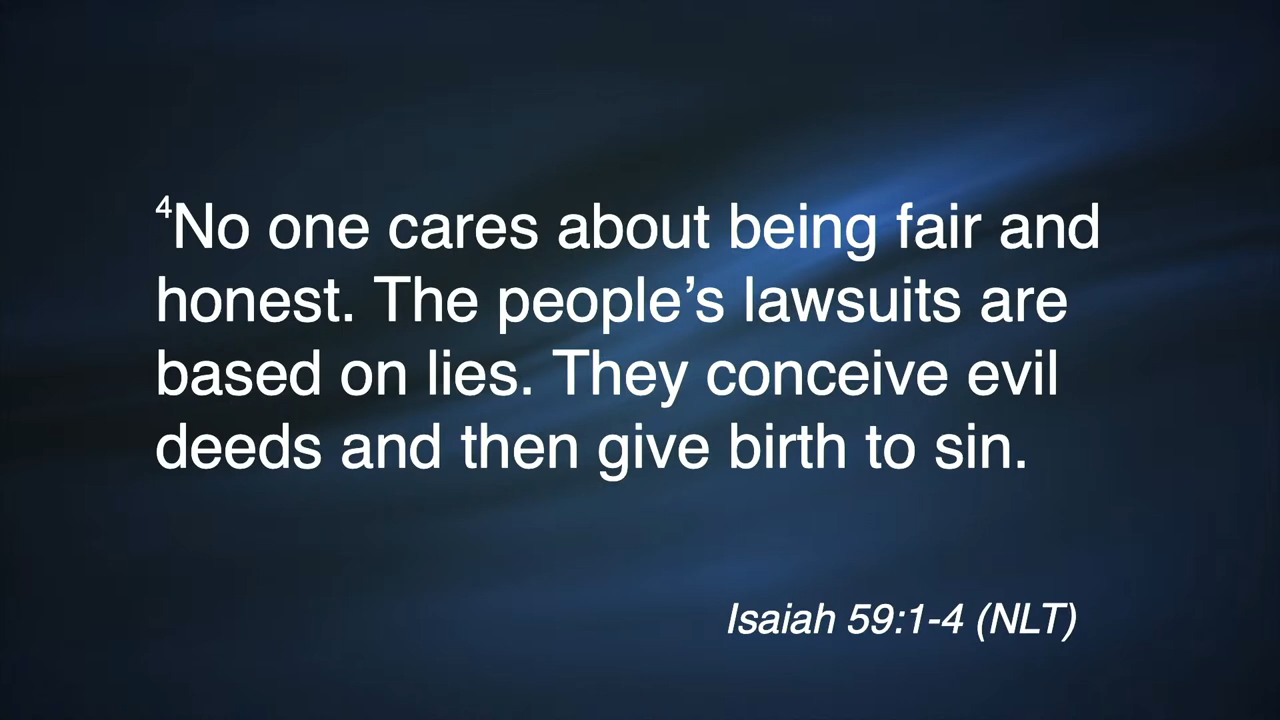 ⁴No one cares about being fair and
honest. The people’s lawsuits are
based on lies. They conceive evil
deeds and then give birth to sin.
Isaiah 59:1-4 (NLT)